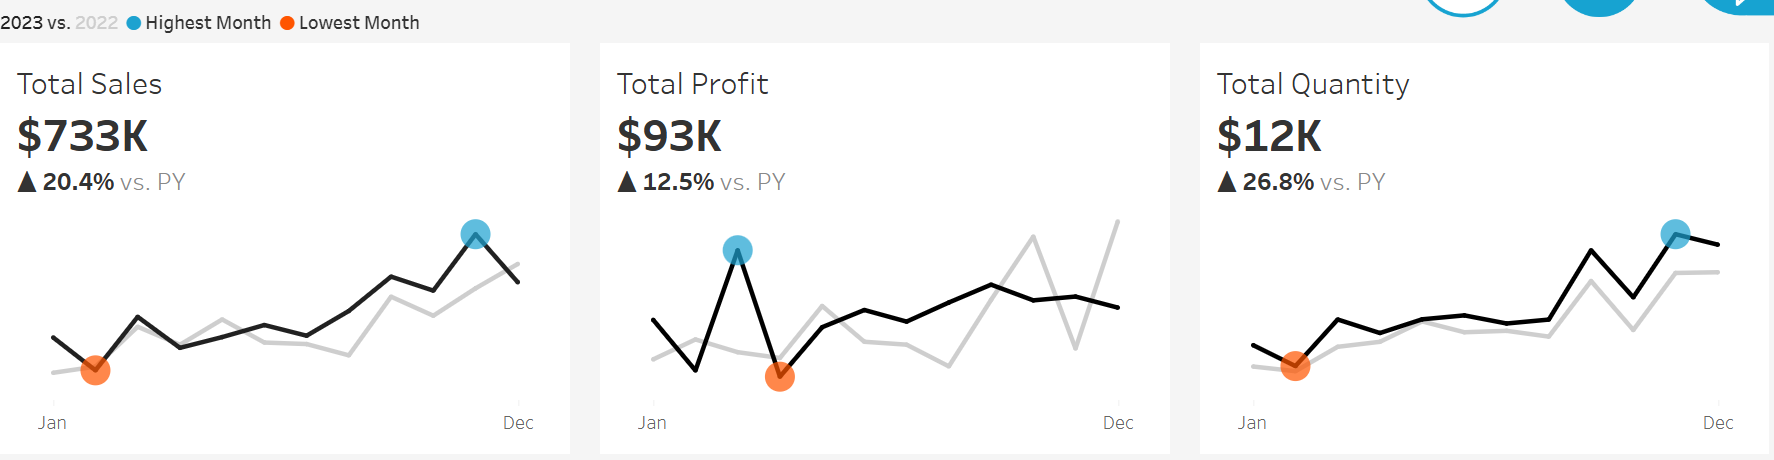 2023 vs. 2022 Highest Month Lowest Month
Total Sales
$733K
▲ 20.4% vs. PY
Jan Dec
Total Profit
$93K
▲ 12.5% vs. PY
Jan Dec
Total Quantity
$12K
▲ 26.8% vs. PY
Jan Dec